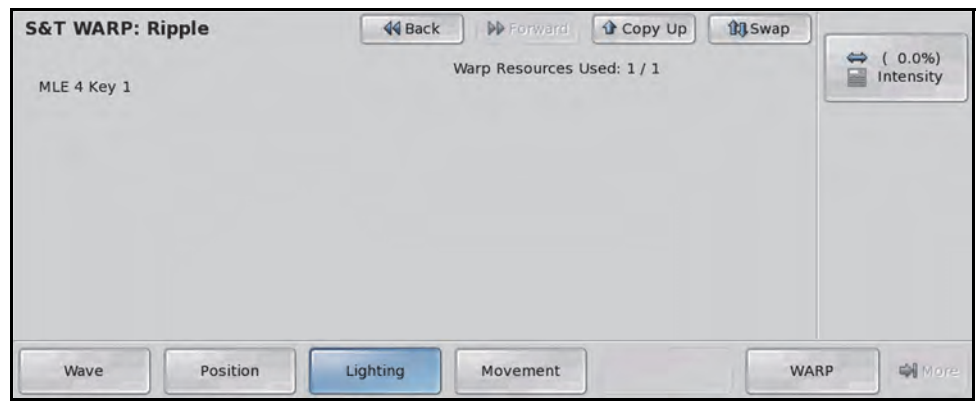 S&T WARP: Ripple
Back
Forward
Copy Up
Swap
( 0.0%)
Intensity
Warp Resources Used: 1 / 1
MLE 4 Key 1
Wave
Position
Lighting
Movement
WARP
More